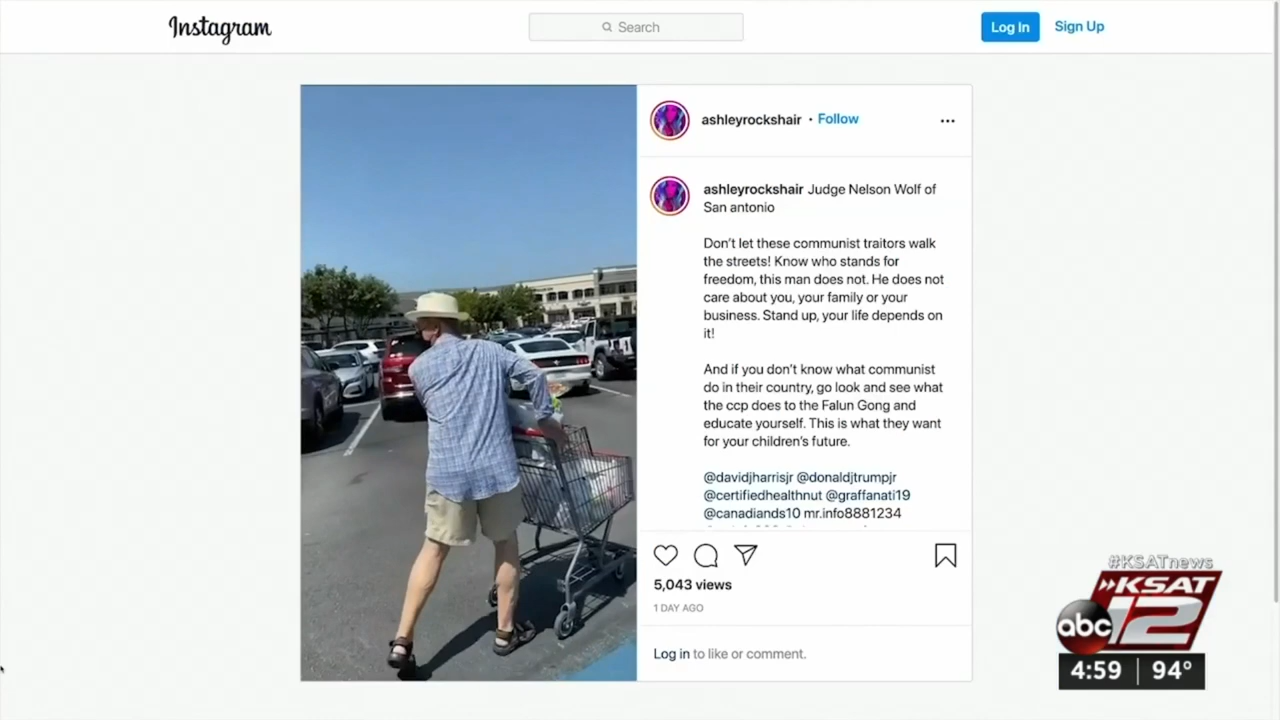 Instagram
Search
Log In
Sign Up
ashleyrockshair • Follow
ashleyrockshair Judge Nelson Wolf of
San antonio
Don't let these communist traitors walk
the streets! Know who stands for
freedom, this man does not. He does not
care about you, your family or your
business. Stand up, your life depends on
it!
And if you don't know what communist
do in their country, go look and see what
the ccp does to the Falun Gong and
educate yourself. This is what they want
for your children's future.
@davidjharrisjr @donaldjtrumpjr
@certifiedhealthnut @graffanati19
@canadiands10 mr.info8881234
5,043 views
1 DAY AGO
Log in to like or comment.
#KSATnews
KSAT
abc 12
4:59 94°